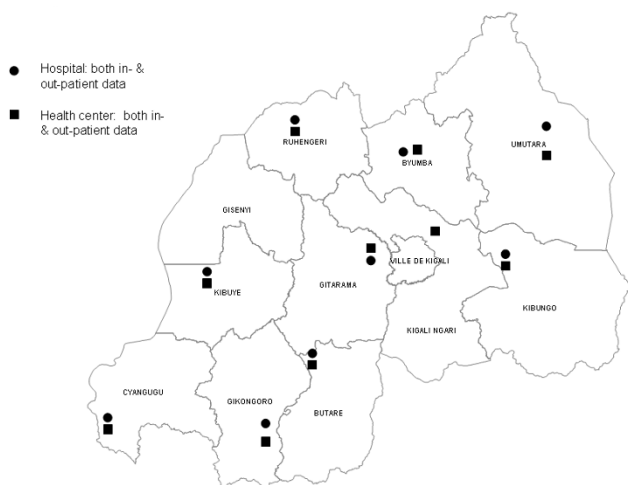 Hospital: both in- &
out-patient data
Health center: both in-
& out-patient data
RUHENGERI
BYUMBA
UMUTARA
GISENYI
VILLE DE KIGALI
GITARAMA
KIBUYE
KIBUNGO
KIGALI NGARI
CYANGUGU
GIKONGORO
BUTARE